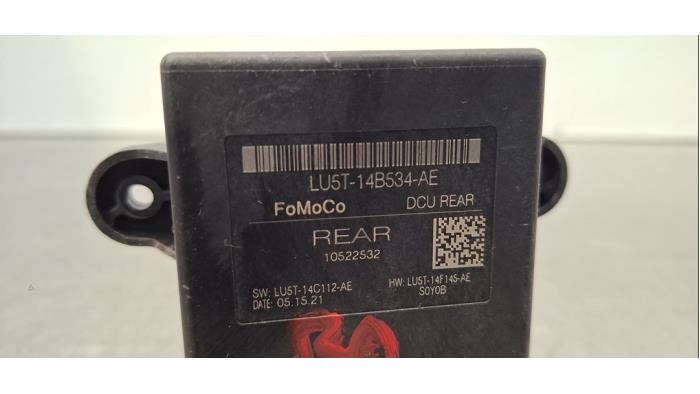 LU5T-14B534-AE
FoMoCo DCU REAR
REAR
10522532
SW: LU5T-14C112-AE HW: LU5T-14F145-AE
DATE: 05.15.21 S0Y0B